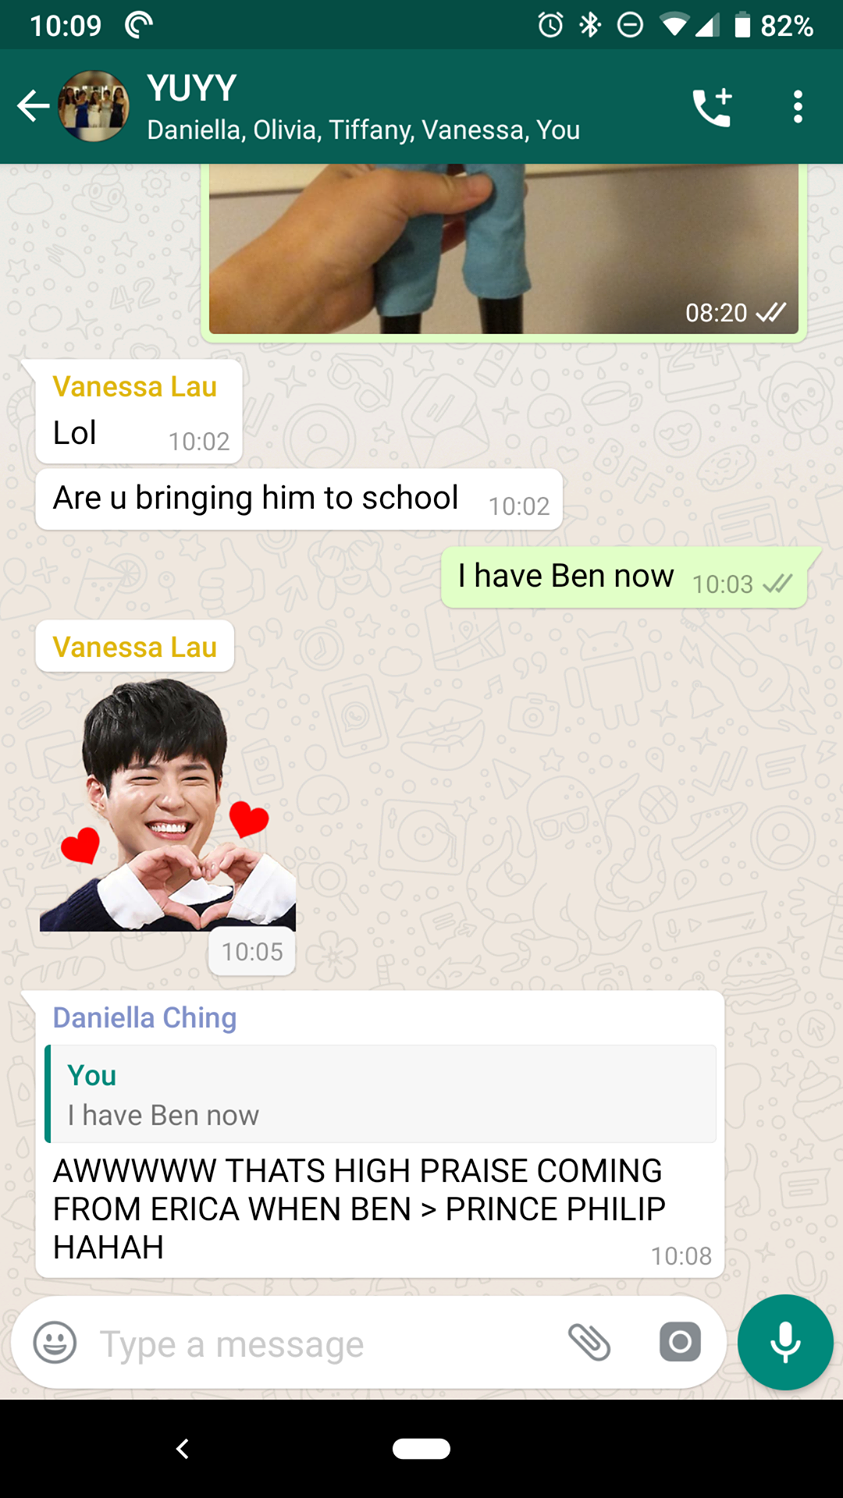 10:09
82%
YUYY
Daniella, Olivia, Tiffany, Vanessa, You
08:20
Vanessa Lau
Lol
10:02
Are u bringing him to school
10:02
I have Ben now
10:03
Vanessa Lau
10:05
Daniella Ching
You
I have Ben now
AWWWWW THATS HIGH PRAISE COMING
FROM ERICA WHEN BEN > PRINCE PHILIP
HAHAH
10:08
Type a message